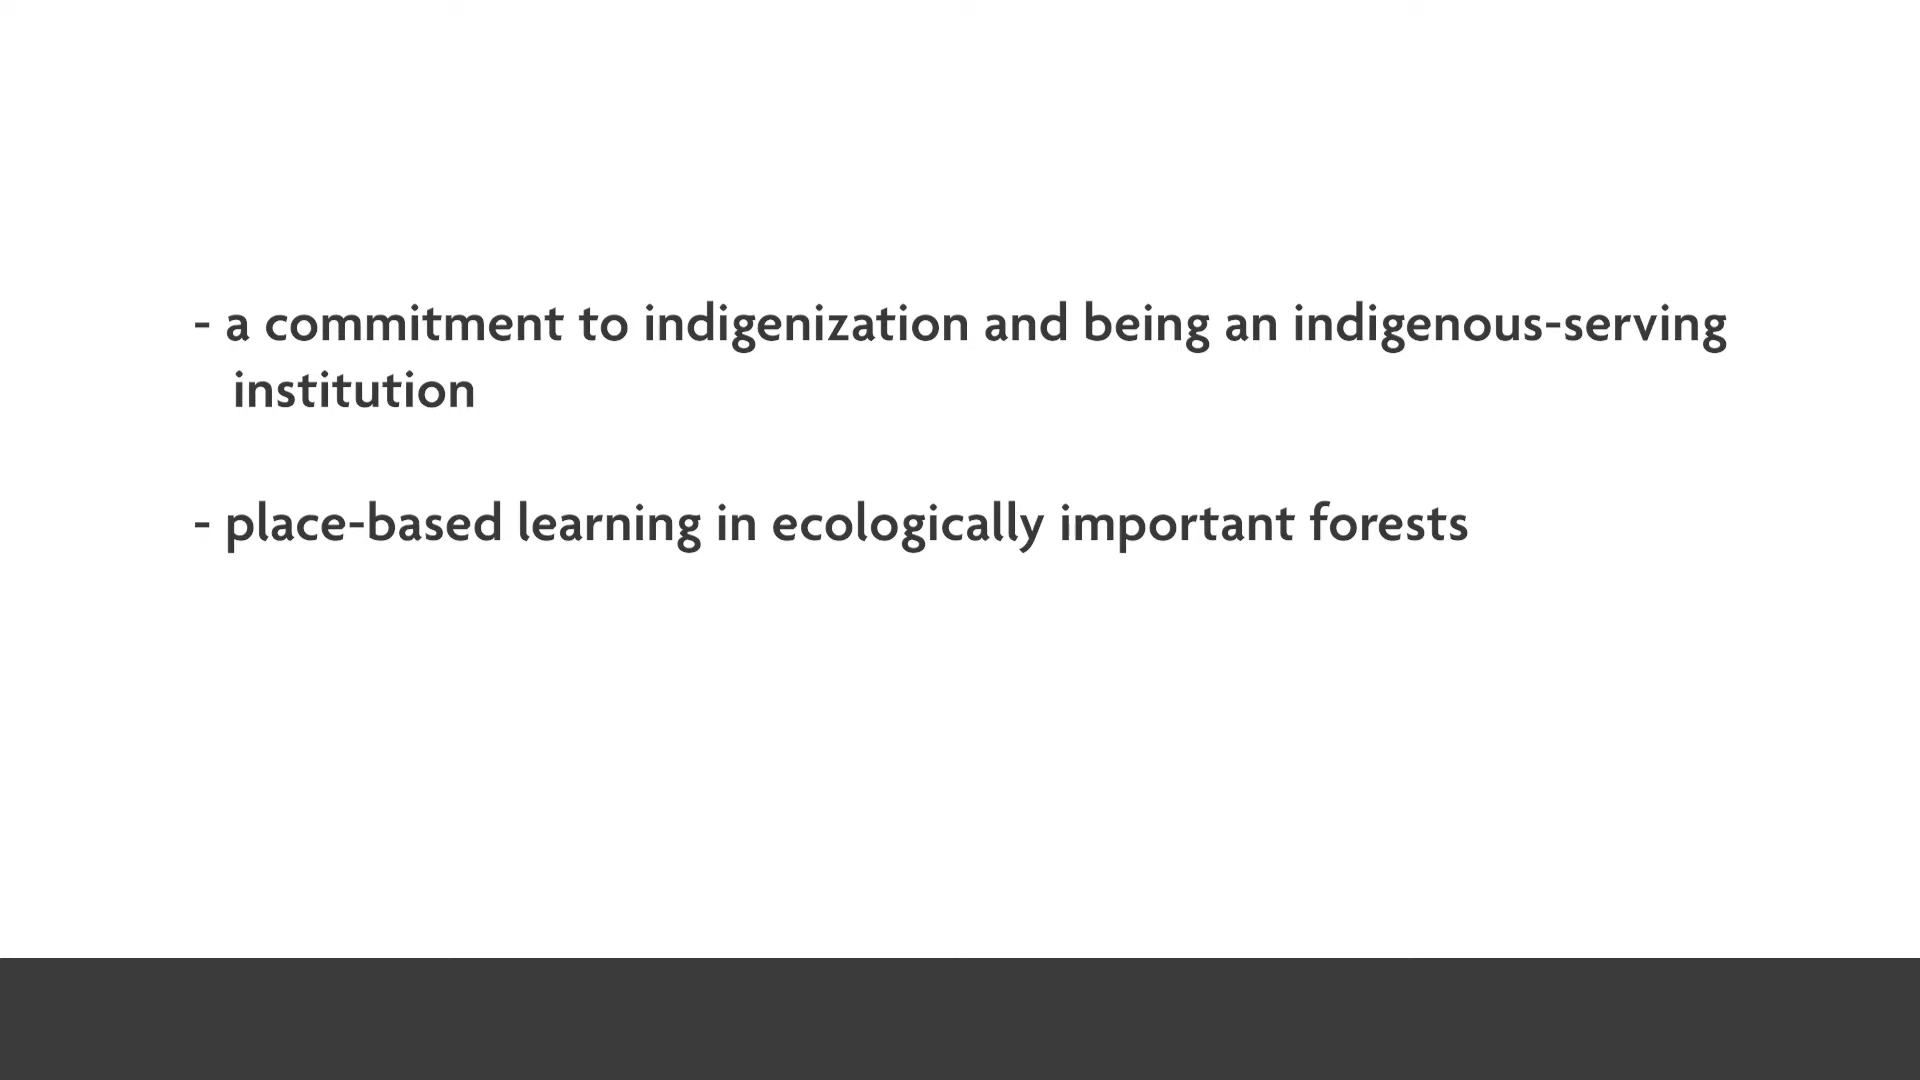 - a commitment to indigenization and being an indigenous-serving
institution
- place-based learning in ecologically important forests